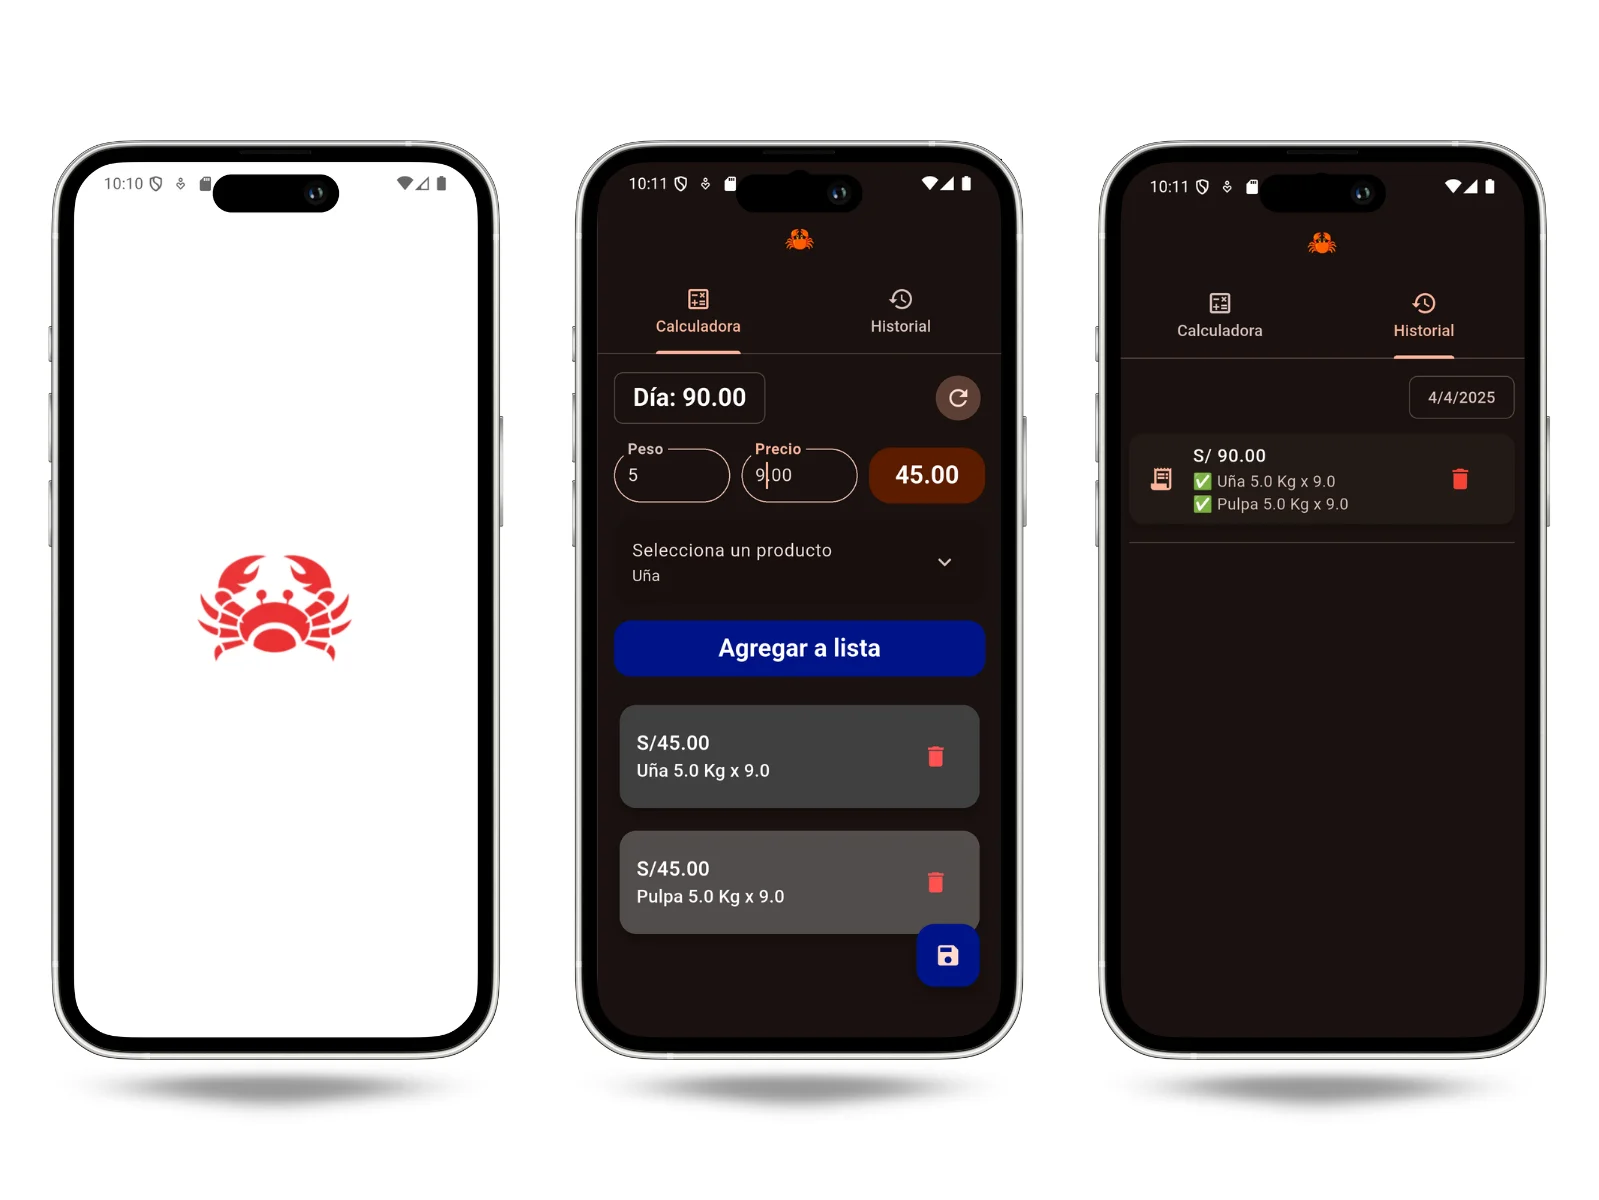 10:10
10:11
Calculadora
Historial
Día: 90.00
Peso
Precio
5
9.00
45.00
Selecciona un producto
Uña
Agregar a lista
S/45.00
Uña 5.0 Kg x 9.0
S/45.00
Pulpa 5.0 Kg x 9.0
10:11
Calculadora
Historial
4/4/2025
S/ 90.00
✅ Uña 5.0 Kg x 9.0
✅ Pulpa 5.0 Kg x 9.0